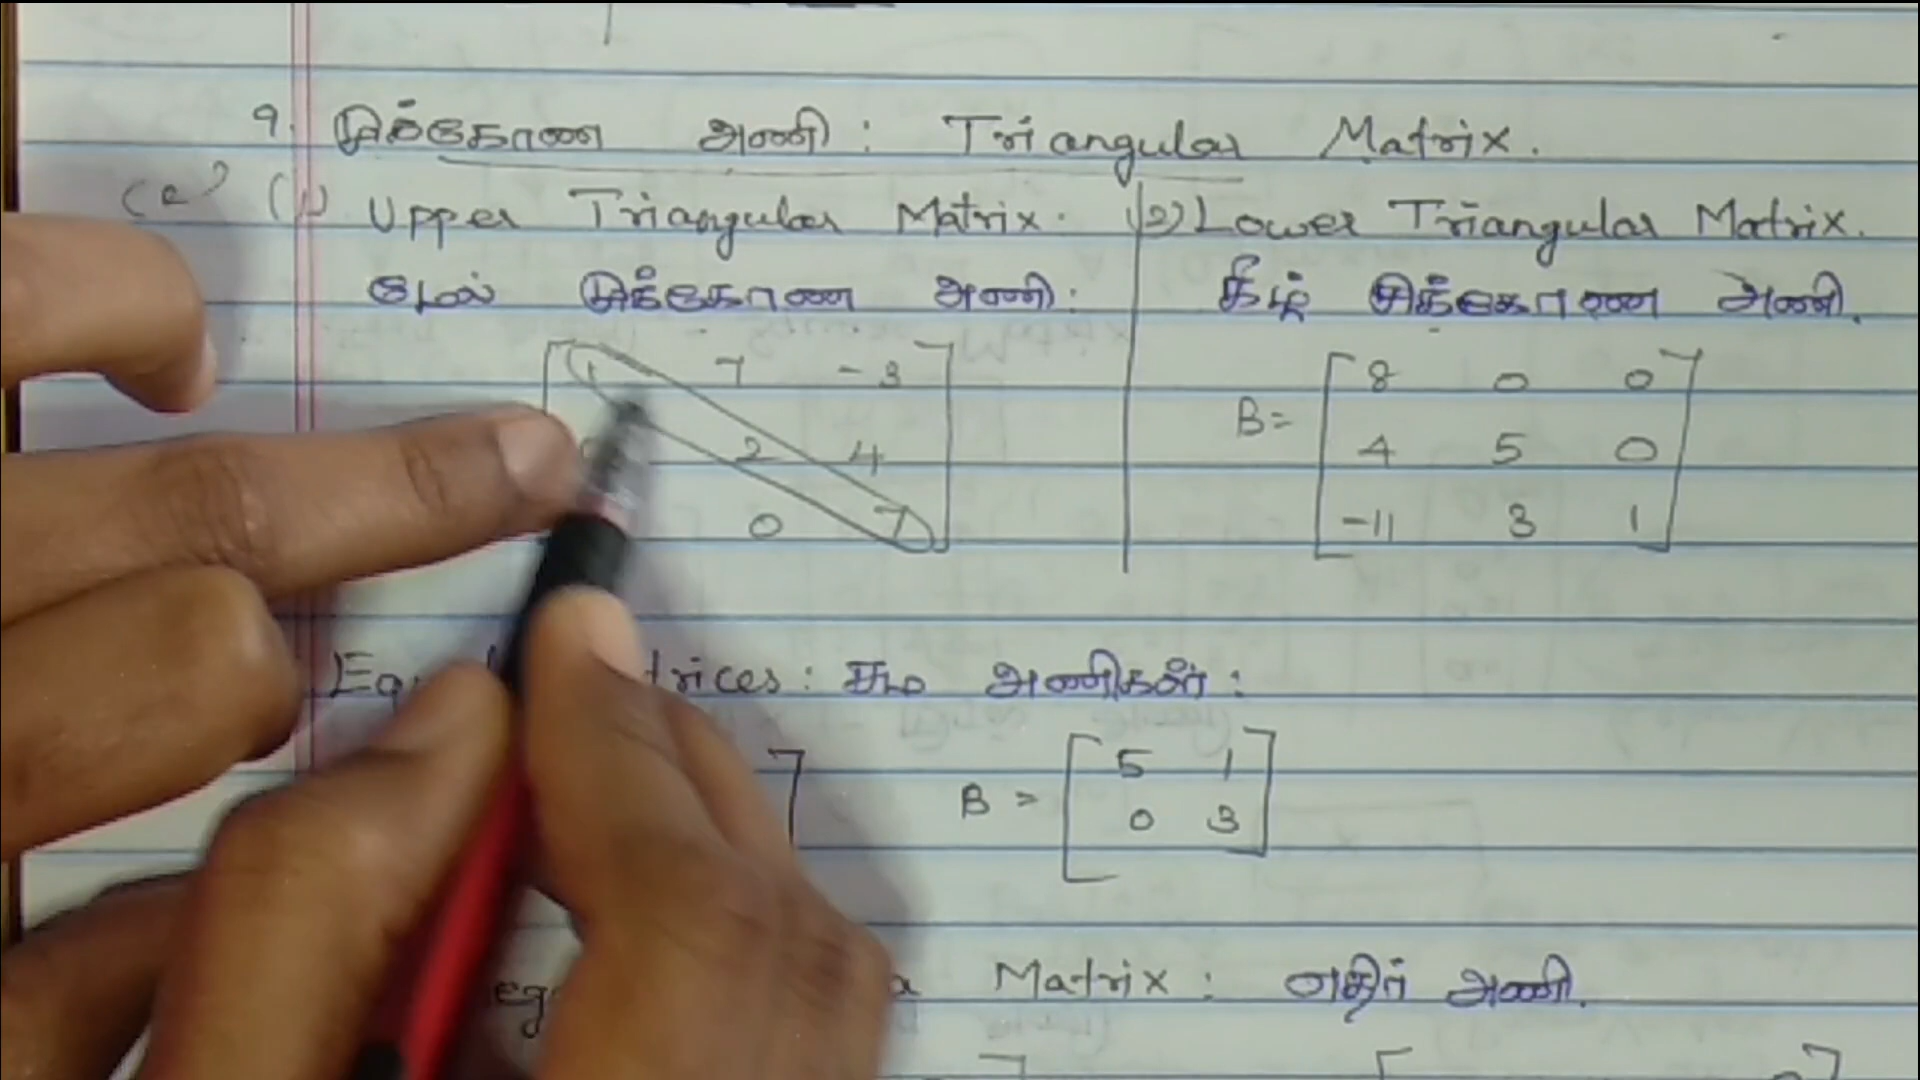 9. முக்கோண அணி : Triangular Matrix.
(1) Upper Triangular Matrix. (2) Lower Triangular Matrix.
மேல் முக்கோண அணி. கீழ் முக்கோண அணி.
1 7 -3
2 4
0 7
B= 8 0 0
4 5 0
-11 3 1
trices : சம அணிகள் :
B = 5 1
0 3
a Matrix : எதிர் அணி.